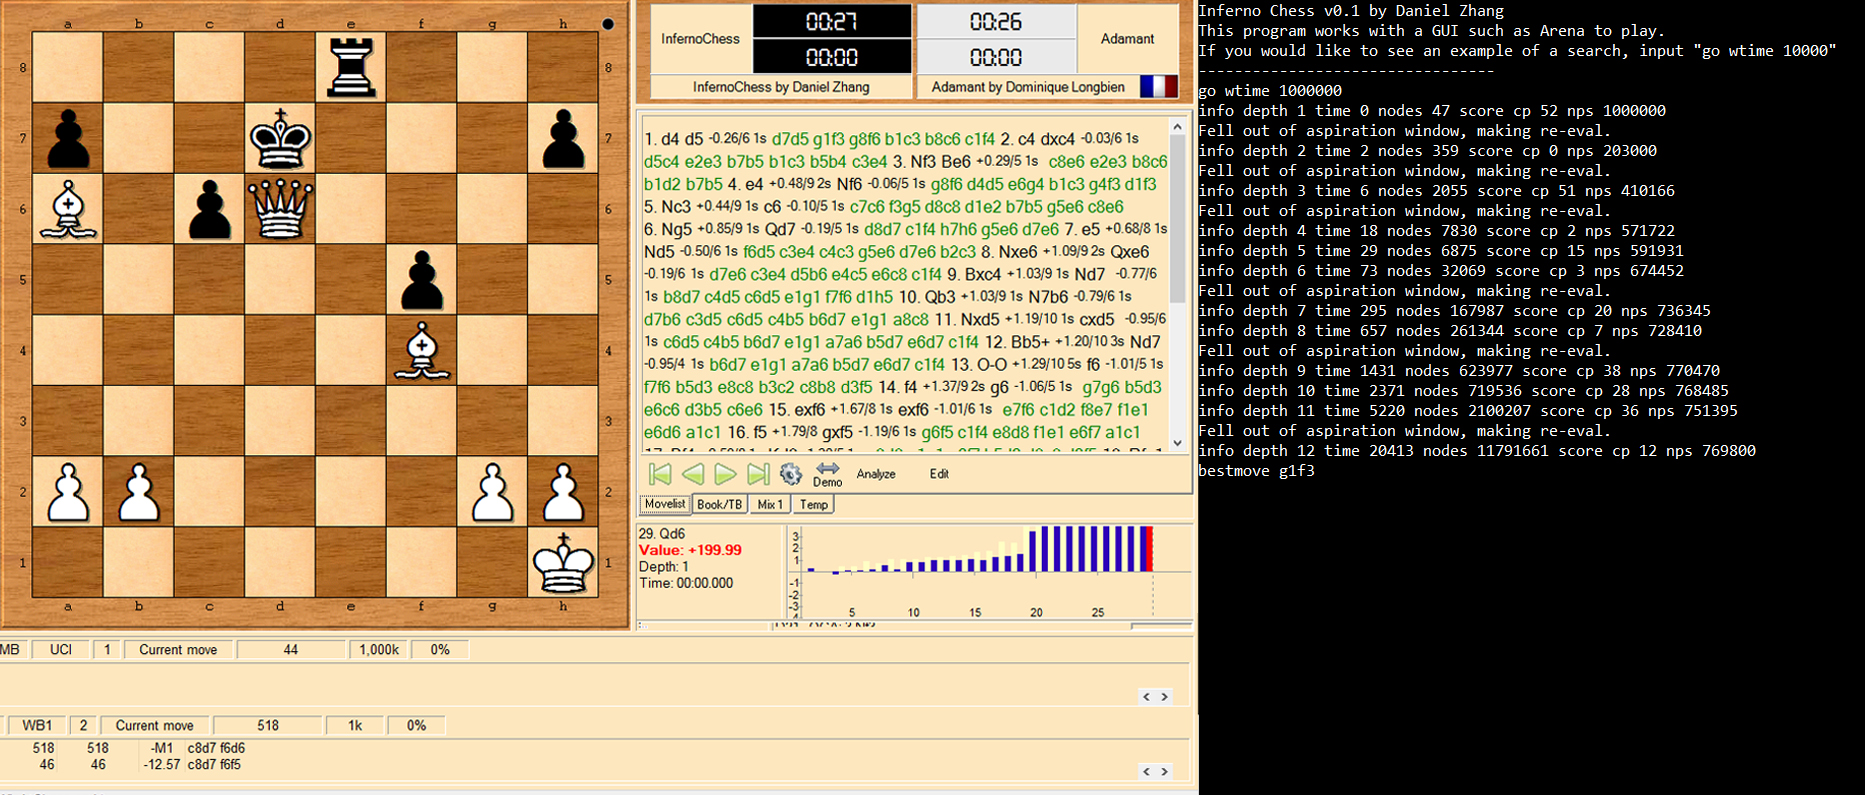 a b c d e f g h
8 8
7 7
6 6
5 5
4 4
3 3
2 2
1 1
a b c d e f g h
InfernoChess 00:27 00:26 Adamant
00:00 00:00
InfernoChess by Daniel Zhang Adamant by Dominique Longbien
1. d4 d5 -0.26/6 1s d7d5 g1f3 g8f6 b1c3 b8c6 c1f4 2. c4 dxc4 -0.03/6 1s
d5c4 e2e3 b7b5 b1c3 b5b4 c3e4 3. Nf3 Be6 +0.29/5 1s c8e6 e2e3 b8c6
b1d2 b7b5 4. e4 +0.48/9 2s Nf6 -0.06/5 1s g8f6 d4d5 e6g4 b1c3 g4f3 d1f3
5. Nc3 +0.44/9 1s c6 -0.10/5 1s c7c6 f3g5 d8c8 d1e2 b7b5 g5e6 c8e6
6. Ng5 +0.85/9 1s Qd7 -0.19/5 1s d8d7 c1f4 h7h6 g5e6 d7e6 7. e5 +0.68/8 1s
Nd5 -0.50/6 1s f6d5 c3e4 c4c3 g5e6 d7e6 b2c3 8. Nxe6 +1.09/9 2s Qxe6
-0.19/6 1s d7e6 c3e4 d5b6 e4c5 e6c8 c1f4 9. Bxc4 +1.03/9 1s Nd7 -0.77/6
1s b8d7 c4d5 c6d5 e1g1 f7f6 d1h5 10. Qb3 +1.03/9 1s N7b6 -0.79/6 1s
d7b6 c3d5 c6d5 c4b5 b6d7 e1g1 a8c8 11. Nxd5 +1.19/10 1s cxd5 -0.95/6
1s c6d5 c4b5 b6d7 e1g1 a7a6 b5d7 e6d7 c1f4 12. Bb5+ +1.20/10 3s Nd7
-0.95/4 1s b6d7 e1g1 a7a6 b5d7 e6d7 c1f4 13. O-O +1.29/10 5s f6 -1.01/5 1s
f7f6 b5d3 e8c8 b3c2 c8b8 d3f5 14. f4 +1.37/9 2s g6 -1.06/5 1s g7g6 b5d3
e6c6 d3b5 c6e6 15. exf6 +1.67/8 1s exf6 -1.01/6 1s e7f6 c1d2 f8e7 f1e1
e6d6 a1c1 16. f5 +1.79/8 gxf5 -1.19/6 1s g6f5 c1f4 e8d8 f1e1 e6f7 a1c1
Demo Analyze Edit
Movelist Book/TB Mix 1 Temp
29. Qd6
Value: +199.99
Depth: 1
Time: 00:00.000
3
2
1
-1
-2
-3
5 10 15 20 25
MB UCI 1 Current move 44 1,000k 0%
WB1 2 Current move 518 1k 0%
518 518 -M1 c8d7 f6d6
46 46 -12.57 c8d7 f6f5
Inferno Chess v0.1 by Daniel Zhang
This program works with a GUI such as Arena to play.
If you would like to see an example of a search, input "go wtime 10000"
--------------------------------
go wtime 1000000
info depth 1 time 0 nodes 47 score cp 52 nps 1000000
Fell out of aspiration window, making re-eval.
info depth 2 time 2 nodes 359 score cp 0 nps 203000
Fell out of aspiration window, making re-eval.
info depth 3 time 6 nodes 2055 score cp 51 nps 410166
Fell out of aspiration window, making re-eval.
info depth 4 time 18 nodes 7830 score cp 2 nps 571722
info depth 5 time 29 nodes 6875 score cp 15 nps 591931
info depth 6 time 73 nodes 32069 score cp 3 nps 674452
Fell out of aspiration window, making re-eval.
info depth 7 time 295 nodes 167987 score cp 20 nps 736345
info depth 8 time 657 nodes 261344 score cp 7 nps 728410
Fell out of aspiration window, making re-eval.
info depth 9 time 1431 nodes 623977 score cp 38 nps 770470
info depth 10 time 2371 nodes 719536 score cp 28 nps 768485
info depth 11 time 5220 nodes 2100207 score cp 36 nps 751395
Fell out of aspiration window, making re-eval.
info depth 12 time 20413 nodes 11791661 score cp 12 nps 769800
bestmove g1f3